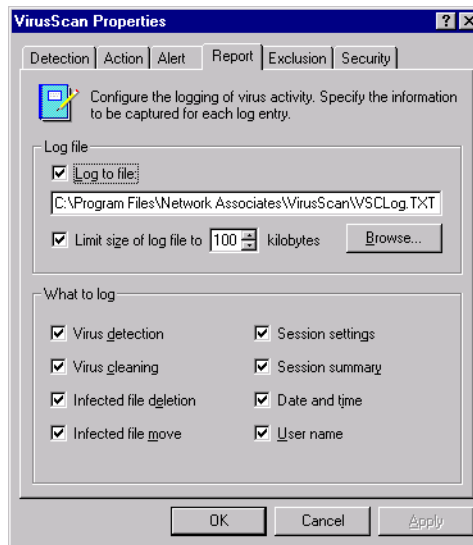 VirusScan Properties
Detection Action Alert Report Exclusion Security
Configure the logging of virus activity. Specify the information
to be captured for each log entry.
Log file
Log to file:
C:\Program Files\Network Associates\VirusScan\VSCLog.TXT
Limit size of log file to 100 kilobytes Browse...
What to log
Virus detection Session settings
Virus cleaning Session summary
Infected file deletion Date and time
Infected file move User name
OK Cancel Apply